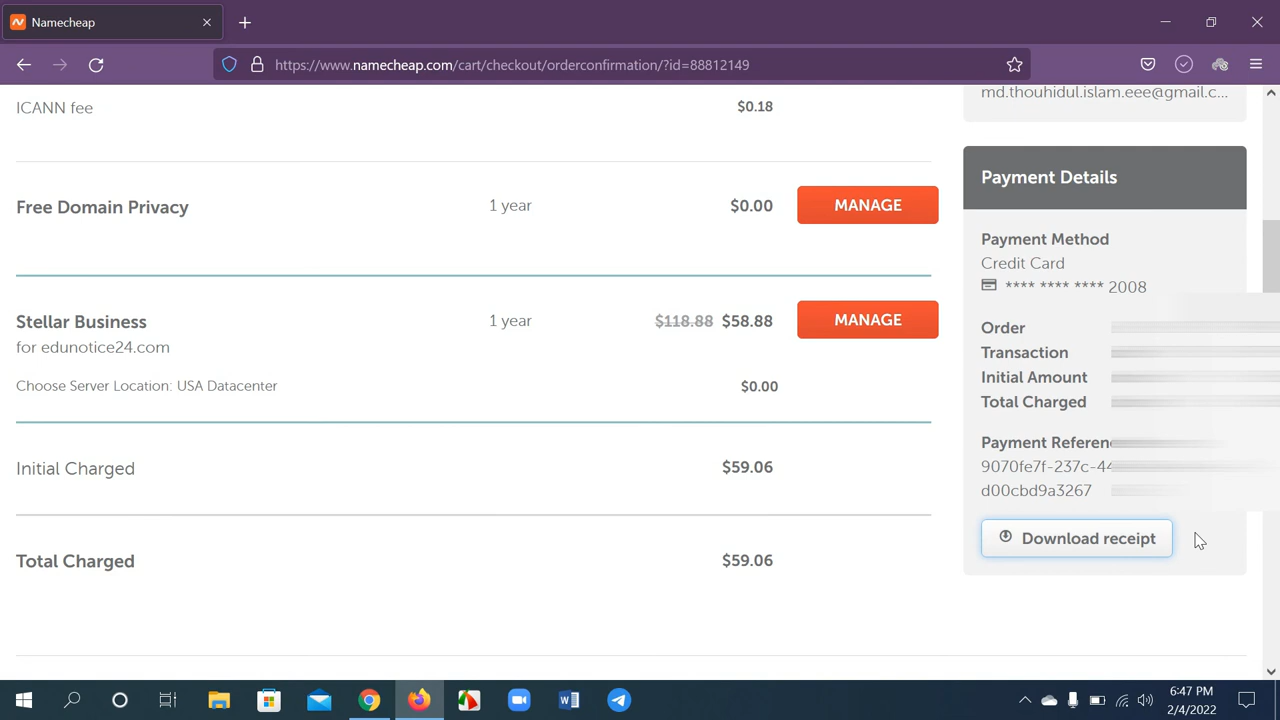 Namecheap
https://www.namecheap.com/cart/checkout/orderconfirmation/?id=88812149
ICANN fee $0.18
Free Domain Privacy 1 year $0.00 MANAGE
Stellar Business 1 year $118.88 $58.88 MANAGE
for edunotice24.com
Choose Server Location: USA Datacenter $0.00
Initial Charged $59.06
Total Charged $59.06
md.thouhidul.islam.eee@gmail.c...
Payment Details
Payment Method
Credit Card
**** **** **** 2008
Order
Transaction
Initial Amount
Total Charged
Payment
9070fe7f-237c-44
d00cbd9a3267
Download receipt
6:47 PM
2/4/2022